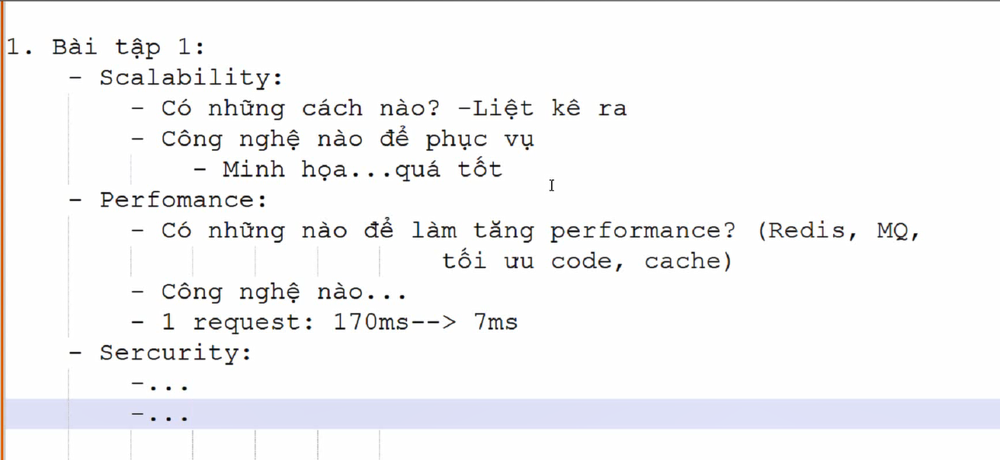 1. Bài tập 1:
- Scalability:
- Có những cách nào? -Liệt kê ra
- Công nghệ nào để phục vụ
- Minh họa...quá tốt
- Perfomance:
- Có những nào để làm tăng performance? (Redis, MQ,
tối ưu code, cache)
- Công nghệ nào...
- 1 request: 170ms--> 7ms
- Sercurity:
-...
-...